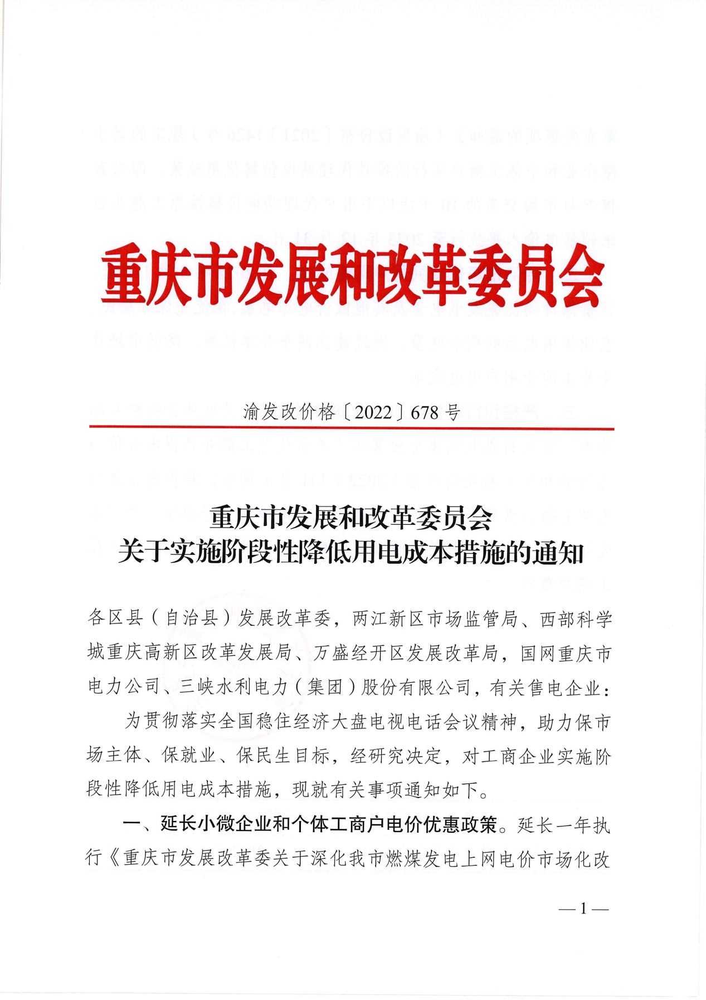 重庆市发展和改革委员会
渝发改价格〔2022〕678 号
重庆市发展和改革委员会
关于实施阶段性降低用电成本措施的通知
各区县（自治县）发展改革委，两江新区市场监管局、西部科学
城重庆高新区改革发展局、万盛经开区发展改革局，国网重庆市
电力公司、三峡水利电力（集团）股份有限公司，有关售电企业：
为贯彻落实全国稳住经济大盘电视电话会议精神，助力保市
场主体、保就业、保民生目标，经研究决定，对工商企业实施阶
段性降低用电成本措施，现就有关事项通知如下。
一、延长小微企业和个体工商户电价优惠政策。延长一年执
行《重庆市发展改革委关于深化我市燃煤发电上网电价市场化改
— 1 —